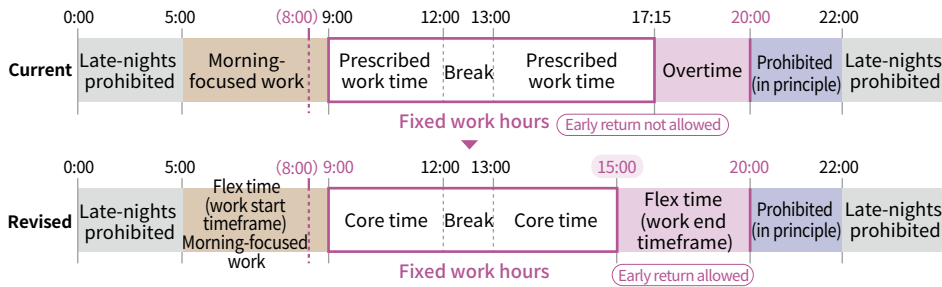 0:00 5:00 (8:00) 9:00 12:00 13:00 17:15 20:00 22:00
Current
Late-nights
prohibited
Morning-
focused work
Prescribed
work time
Break
Prescribed
work time
Overtime
Prohibited
(in principle)
Late-nights
prohibited
Fixed work hours
Early return not allowed
0:00 5:00 (8:00) 9:00 12:00 13:00 15:00 20:00 22:00
Revised
Late-nights
prohibited
Flex time
(work start
timeframe)
Morning-focused
work
Core time
Break
Core time
Flex time
(work end
timeframe)
Prohibited
(in principle)
Late-nights
prohibited
Fixed work hours
Early return allowed